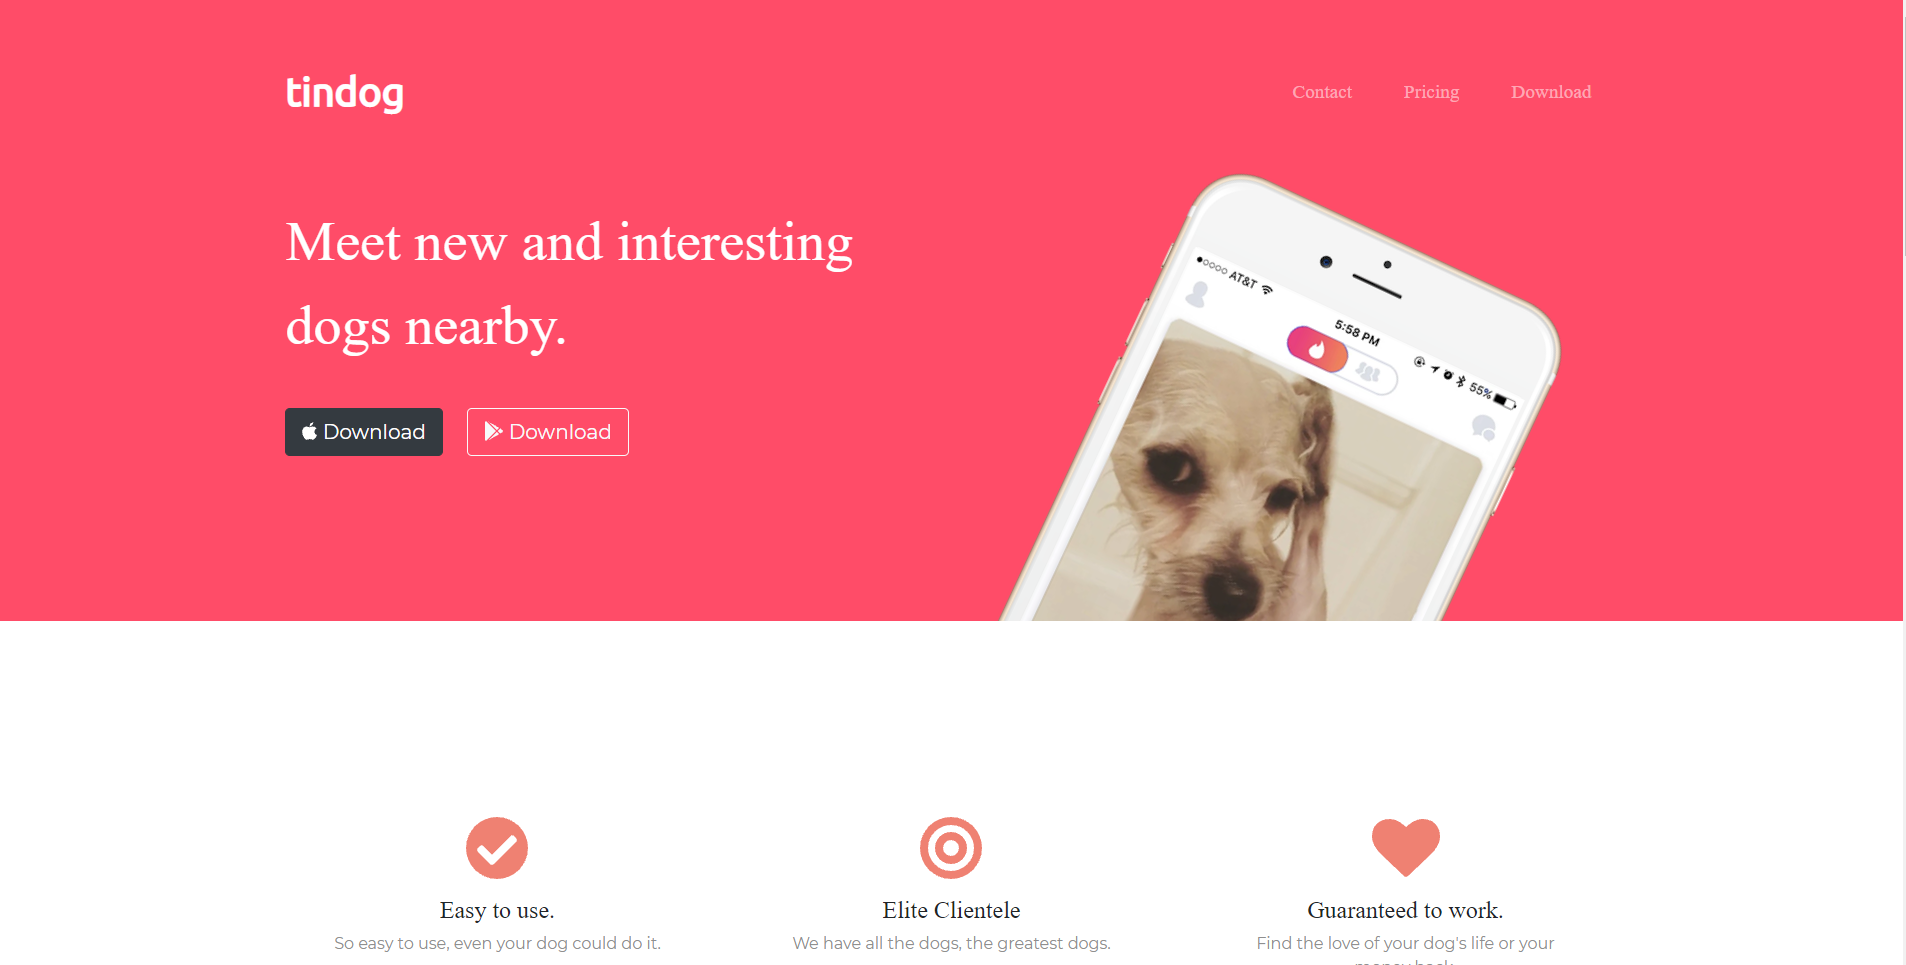 tindog
Contact Pricing Download
Meet new and interesting
dogs nearby.
Download Download
AT&T 5:58 PM 55%
Easy to use. Elite Clientele Guaranteed to work.
So easy to use, even your dog could do it. We have all the dogs, the greatest dogs. Find the love of your dog's life or your
money back.